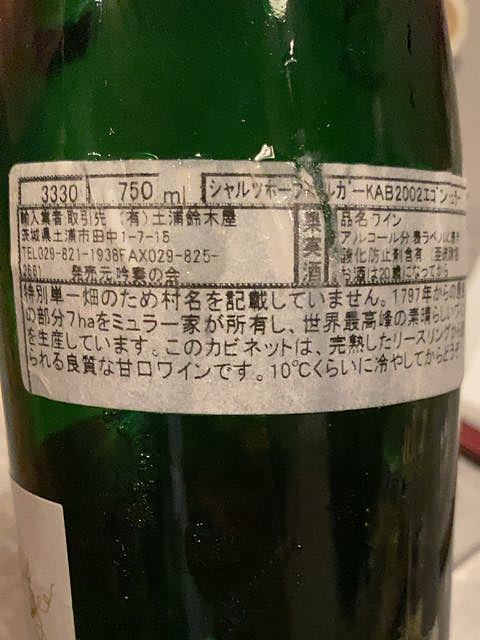 3330 750 ml シャルツホーフベルガーKAB2002エゴンミュラー
輸入業者取引先 (有)土浦鈴木屋
茨城県土浦市田中1-7-15
TEL029-821-1938FAX029-825-
2661 発売元 吟奏の会
果実酒
品名ワイン
アルコール分 裏ラベルに
酸化防止剤含有
お酒は20歳になってから
特別単一畑のため村名を記載していません。1797年からの
の部分7haをミュラー家が所有し、世界最高峰の素晴らしい
を生産しています。このカビネットは、完熟したリースリングから
られる良質な甘口ワインです。10℃くらいに冷やしてからどうぞ